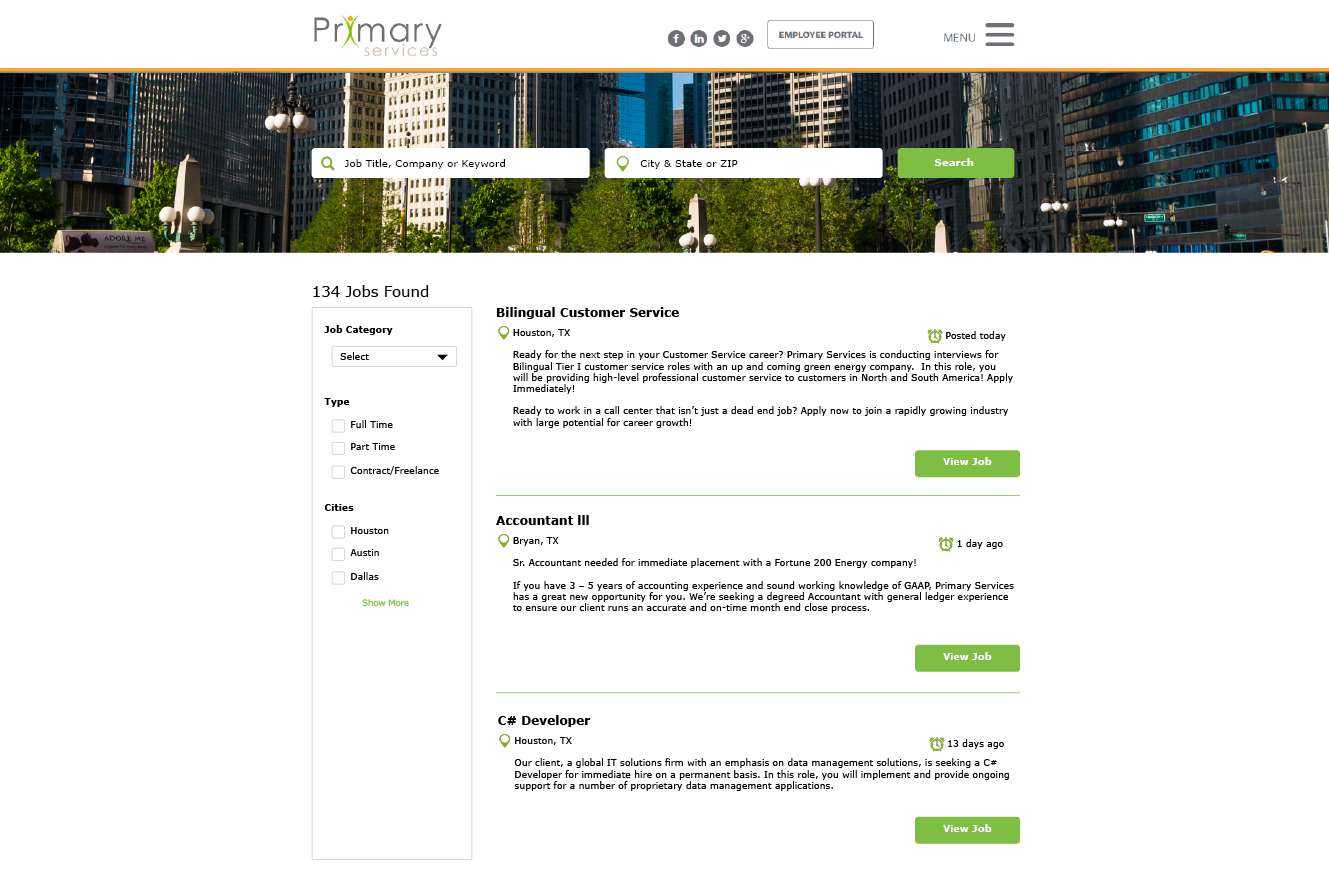 Primary
services
EMPLOYEE PORTAL
MENU
Job Title, Company or Keyword
City & State or ZIP
Search
ADORE ME
134 Jobs Found
Job Category
Select
Type
Full Time
Part Time
Contract/Freelance
Cities
Houston
Austin
Dallas
Show More
Bilingual Customer Service
Houston, TX
Posted today
Ready for the next step in your Customer Service career? Primary Services is conducting interviews for
Bilingual Tier I customer service roles with an up and coming green energy company.  In this role, you
will be providing high-level professional customer service to customers in North and South America! Apply
Immediately!
Ready to work in a call center that isn't just a dead end job? Apply now to join a rapidly growing industry
with large potential for career growth!
View Job
Accountant lll
Bryan, TX
1 day ago
Sr. Accountant needed for immediate placement with a Fortune 200 Energy company!
If you have 3 – 5 years of accounting experience and sound working knowledge of GAAP, Primary Services
has a great new opportunity for you. We're seeking a degreed Accountant with general ledger experience
to ensure our client runs an accurate and on-time month end close process.
View Job
C# Developer
Houston, TX
13 days ago
Our client, a global IT solutions firm with an emphasis on data management solutions, is seeking a C#
Developer for immediate hire on a permanent basis. In this role, you will implement and provide ongoing
support for a number of proprietary data management applications.
View Job